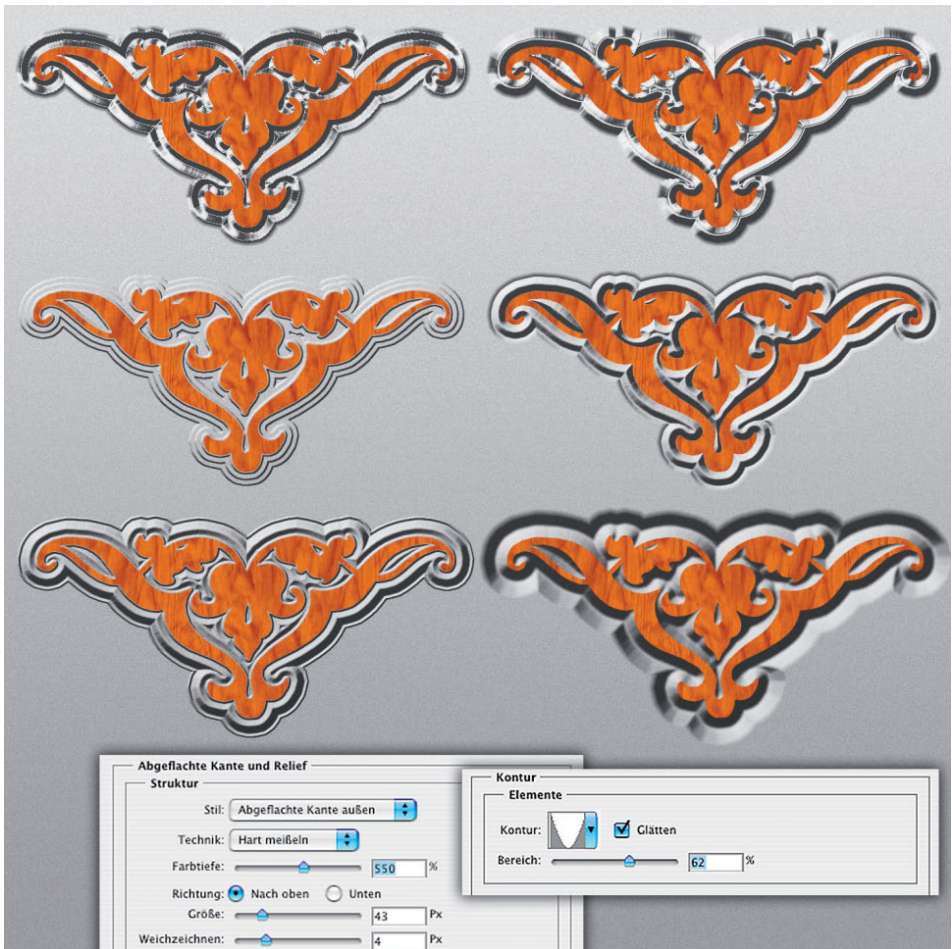 Abgeflachte Kante und Relief
Struktur
Stil: Abgeflachte Kante außen
Technik: Hart meißeln
Farbtiefe: 550 %
Richtung: Nach oben Unten
Größe: 43 Px
Weichzeichnen: 4 Px
Kontur
Elemente
Kontur: Glätten
Bereich: 62 %